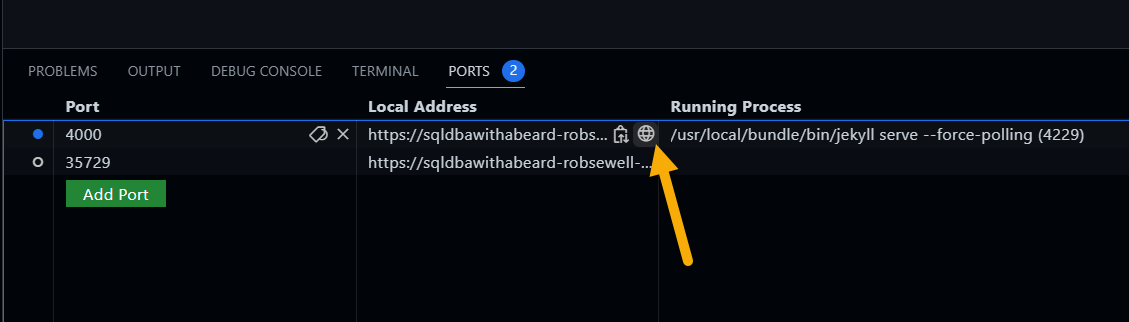 PROBLEMS OUTPUT DEBUG CONSOLE TERMINAL PORTS 2
Port Local Address Running Process
4000 https://sqldbawithabeard-robs... /usr/local/bundle/bin/jekyll serve --force-polling (4229)
35729 https://sqldbawithabeard-robsewell-...
Add Port